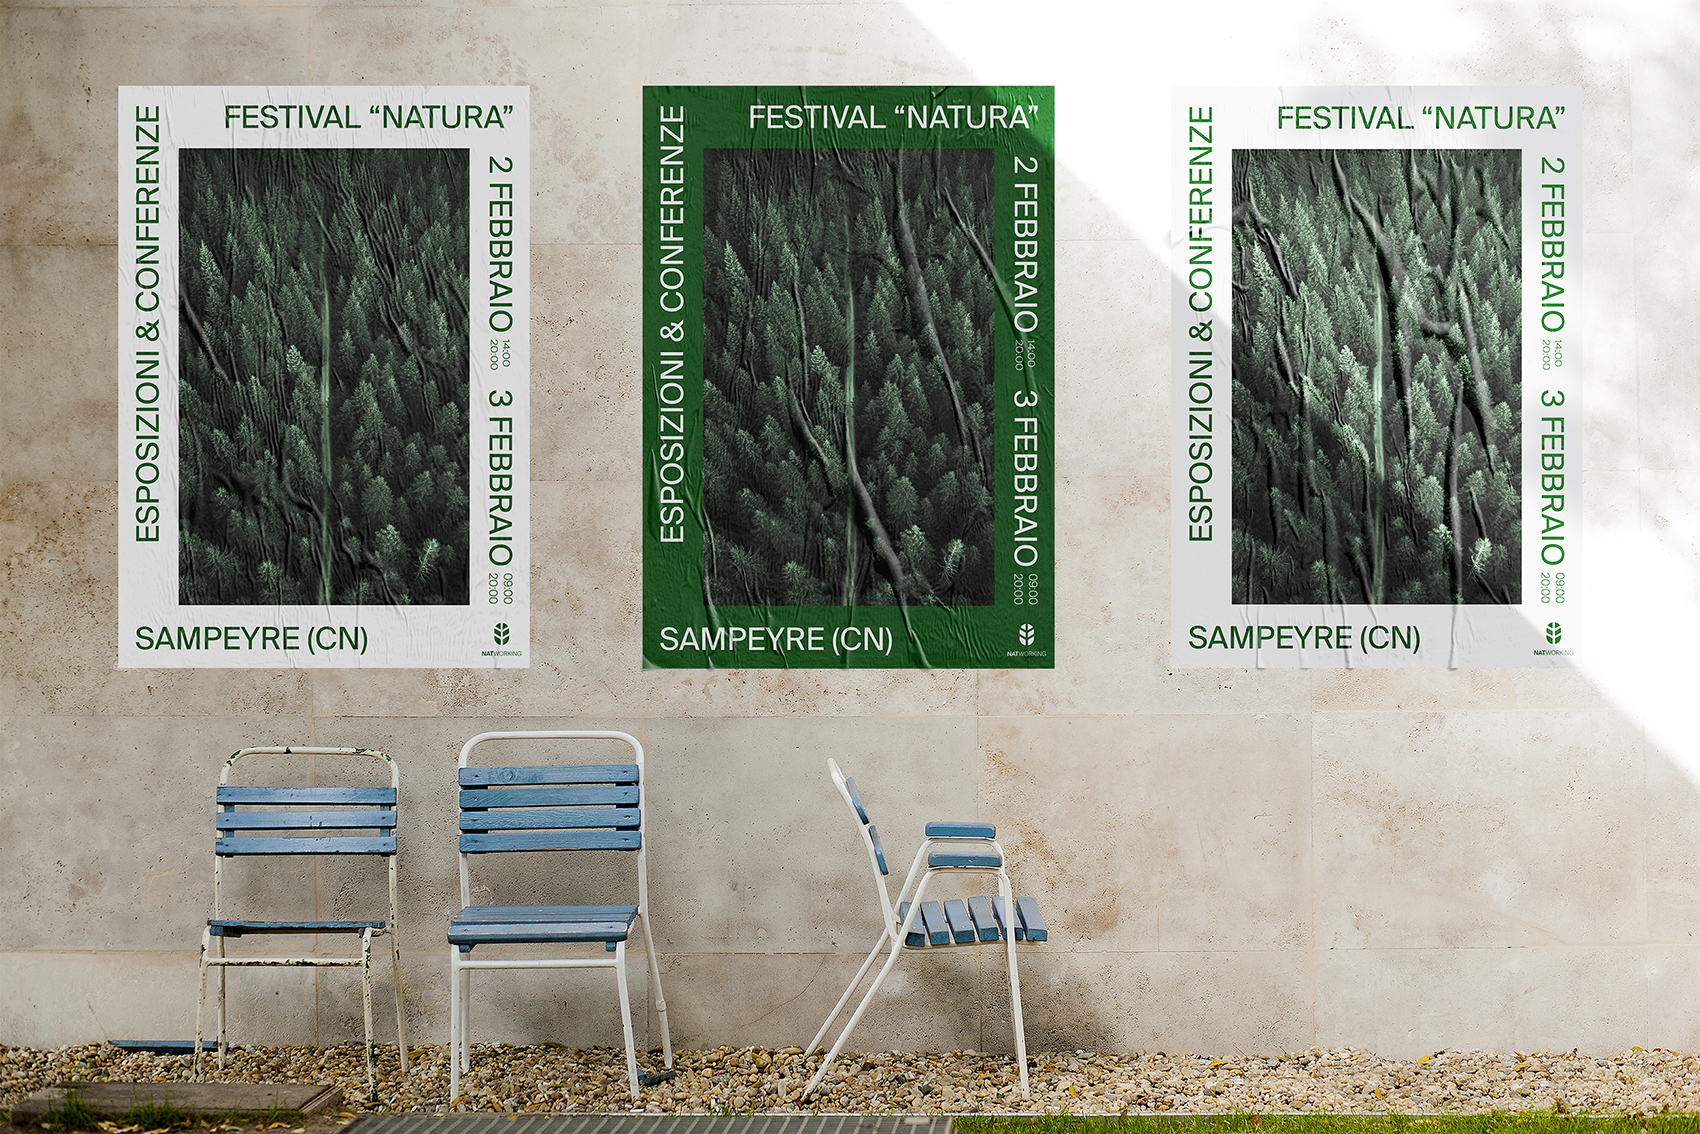 FESTIVAL “NATURA”
ESPOSIZIONI & CONFERENZE
2 FEBBRAIO
14:00
20:00
3 FEBBRAIO
09:00
20:00
SAMPEYRE (CN)
NATWORKING
FESTIVAL “NATURA”
ESPOSIZIONI & CONFERENZE
2 FEBBRAIO
14:00
20:00
3 FEBBRAIO
09:00
20:00
SAMPEYRE (CN)
NATWORKING
FESTIVAL “NATURA”
ESPOSIZIONI & CONFERENZE
2 FEBBRAIO
14:00
20:00
3 FEBBRAIO
09:00
20:00
SAMPEYRE (CN)
NATWORKING